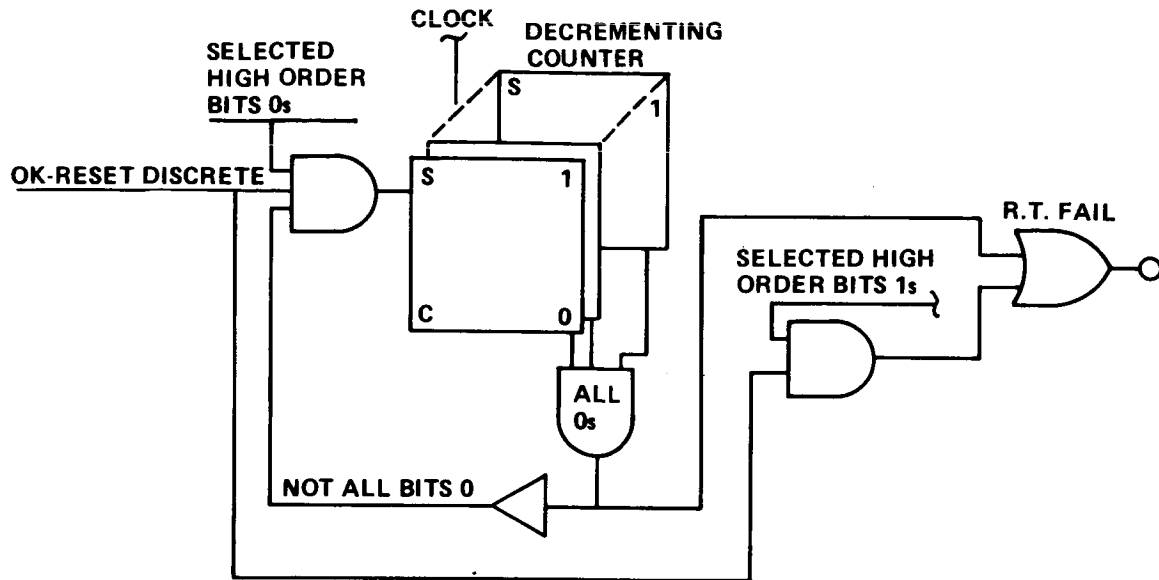 CLOCK
DECREMENTING
COUNTER
SELECTED
HIGH ORDER
BITS 0s
S
1
OK-RESET DISCRETE
S
1
C
0
R.T. FAIL
SELECTED HIGH
ORDER BITS 1s
ALL
0s
NOT ALL BITS 0